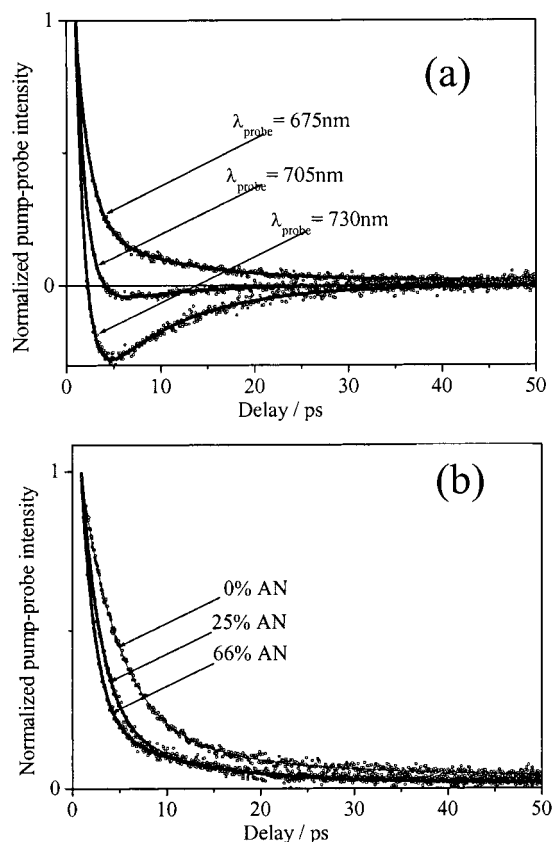 (a)
1
λprobe= 675nm
λprobe= 705nm
λprobe= 730nm
0
Normalized pump-probe intensity
0 10 20 30 40 50
Delay / ps
(b)
1
0% AN
25% AN
66% AN
0
Normalized pump-probe intensity
0 10 20 30 40 50
Delay / ps